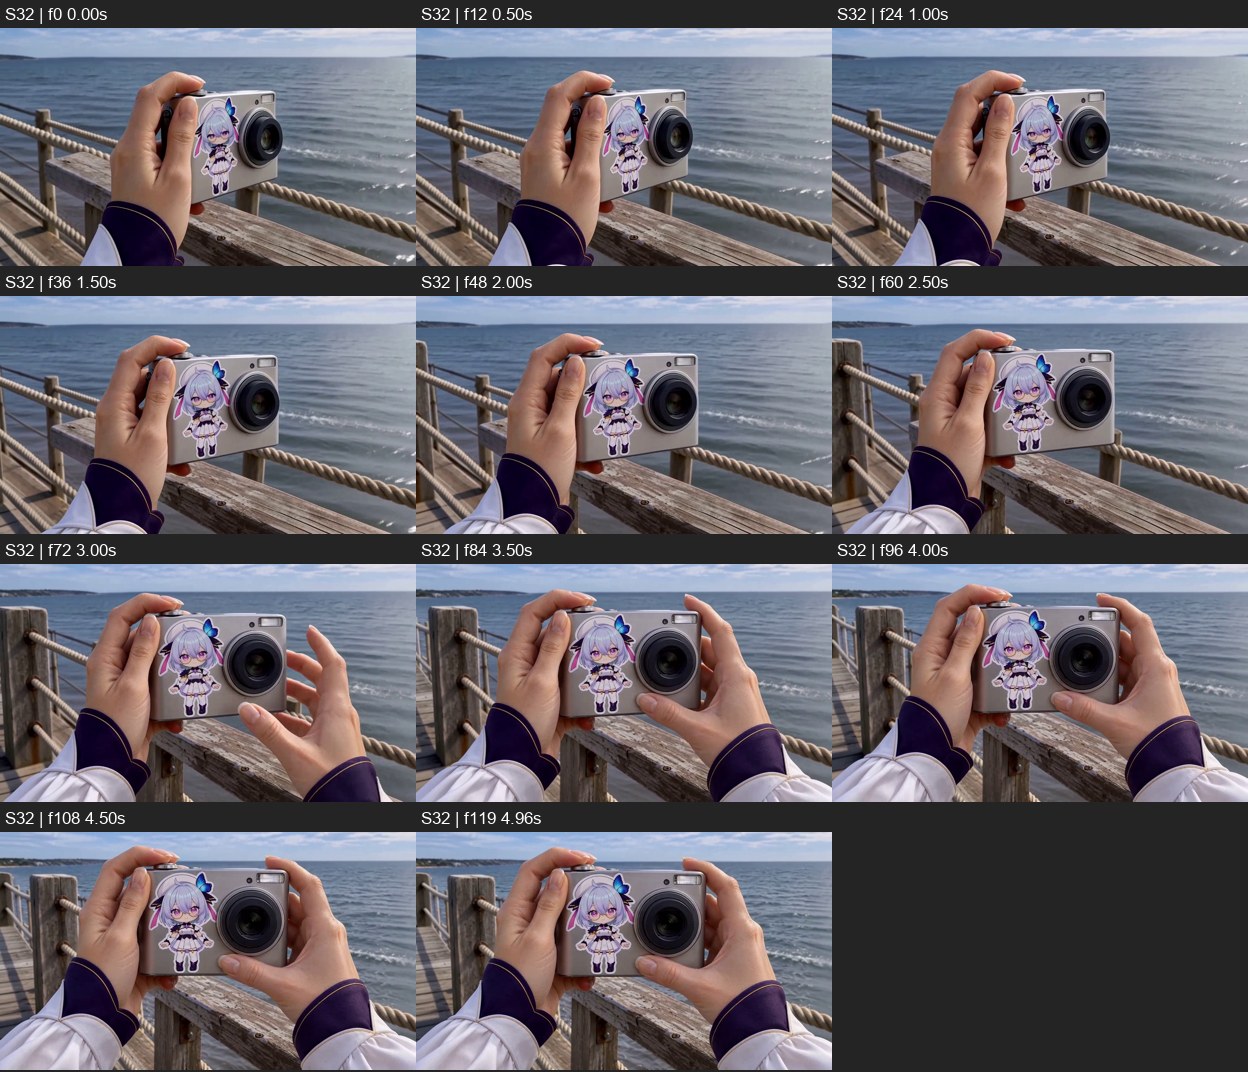 S32 | f0 0.00s
S32 | f12 0.50s
S32 | f24 1.00s
S32 | f36 1.50s
S32 | f48 2.00s
S32 | f60 2.50s
S32 | f72 3.00s
S32 | f84 3.50s
S32 | f96 4.00s
S32 | f108 4.50s
S32 | f119 4.96s